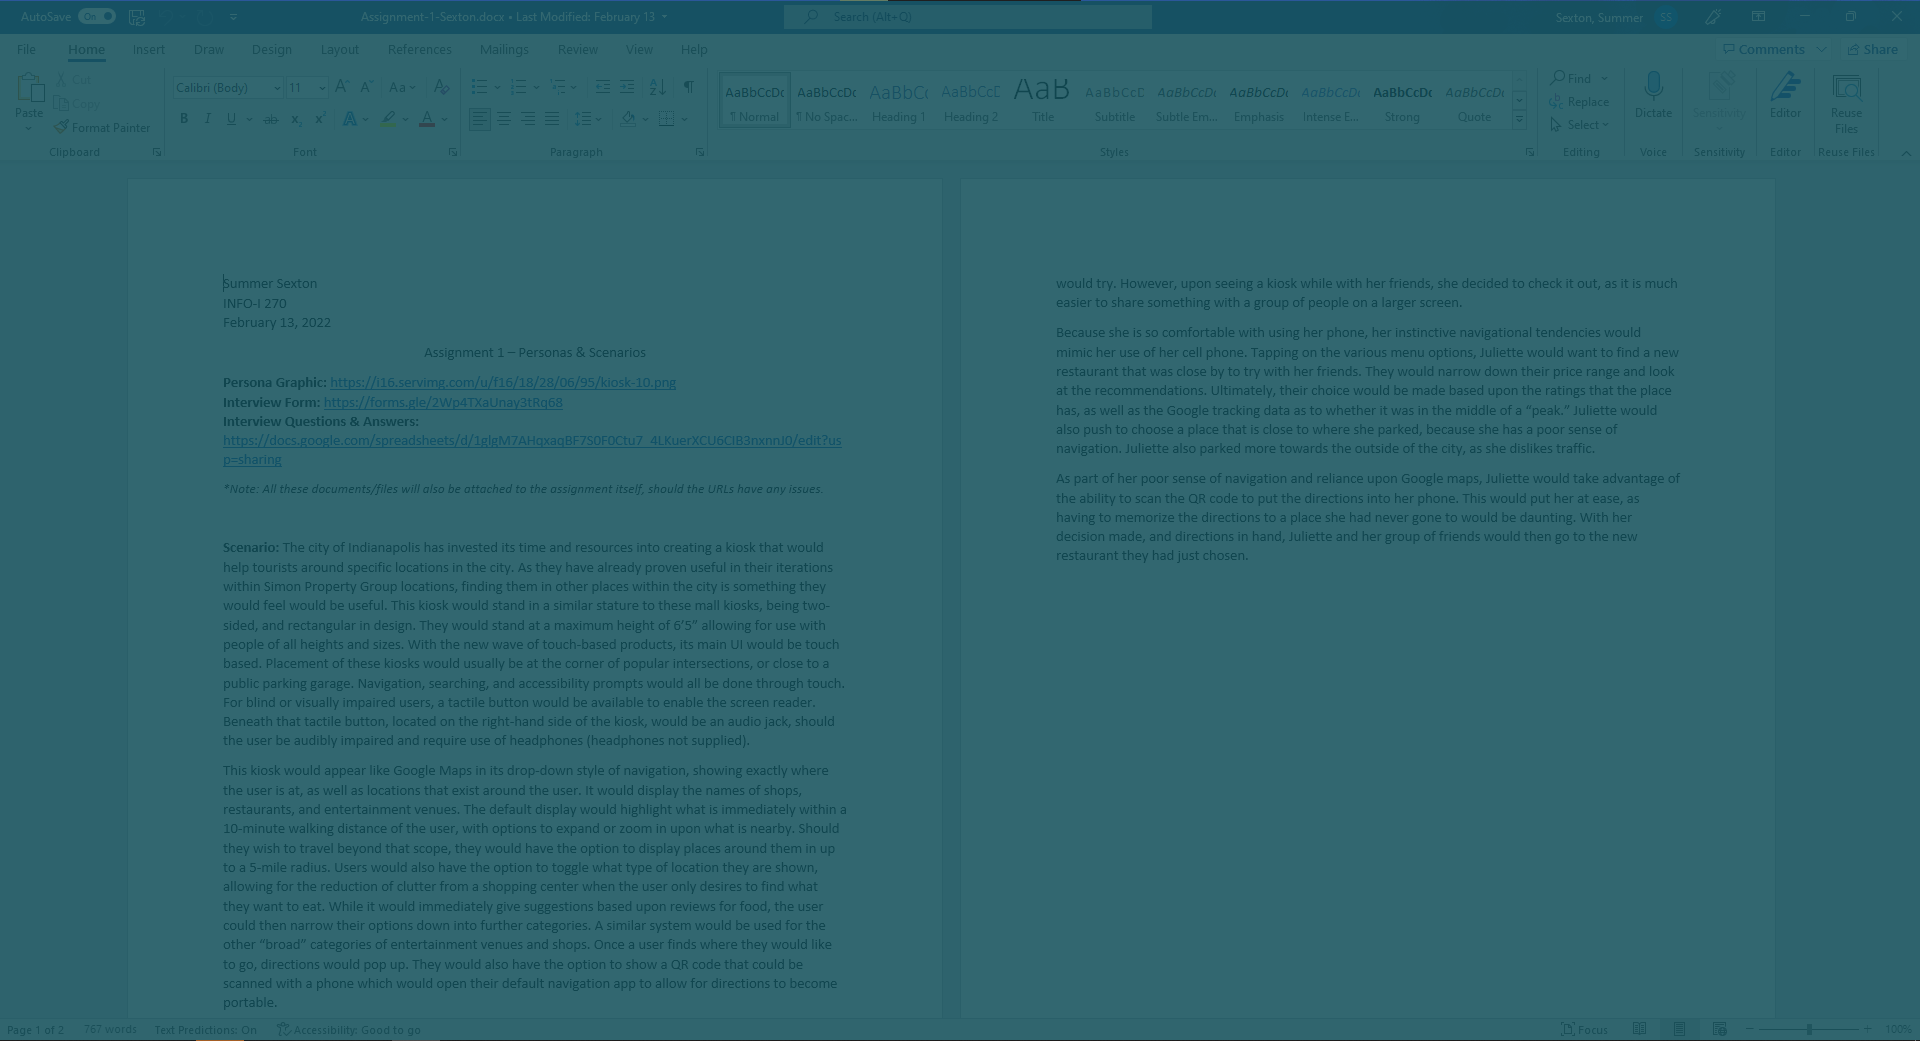 AutoSave On Assignment-1-Sexton.docx • Last Modified: February 13 Search (Alt+Q) Sexton, Summer SS
File Home Insert Draw Design Layout References Mailings Review View Help Comments Share
Paste Cut Copy Format Painter
Calibri (Body) 11
AaBbCcDc AaBbCcDc AaBbCc AaBbCcD AaB AaBbCcD AaBbCcDc AaBbCcDc AaBbCcDc AaBbCcDc AaBbCcDc
¶ Normal ¶ No Spac... Heading 1 Heading 2 Title Subtitle Subtle Em... Emphasis Intense E... Strong Quote
Find Replace Select
Dictate Sensitivity Editor Reuse Files
Clipboard Font Paragraph Styles Editing Voice Sensitivity Editor Reuse Files
Summer Sexton
INFO-I 270
February 13, 2022
Assignment 1 – Personas & Scenarios
Persona Graphic: https://i16.servimg.com/u/f16/18/28/06/95/kiosk-10.png
Interview Form: https://forms.gle/2Wp4TXaUnay3tRq68
Interview Questions & Answers:
https://docs.google.com/spreadsheets/d/1glgM7AHqxaqBF7S0F0Ctu7_4LKuerXCU6CIB3nxnnJ0/edit?us
p=sharing
*Note: All these documents/files will also be attached to the assignment itself, should the URLs have any issues.
Scenario: The city of Indianapolis has invested its time and resources into creating a kiosk that would
help tourists around specific locations in the city. As they have already proven useful in their iterations
within Simon Property Group locations, finding them in other places within the city is something they
would feel would be useful. This kiosk would stand in a similar stature to these mall kiosks, being two-
sided, and rectangular in design. They would stand at a maximum height of 6’5” allowing for use with
people of all heights and sizes. With the new wave of touch-based products, its main UI would be touch
based. Placement of these kiosks would usually be at the corner of popular intersections, or close to a
public parking garage. Navigation, searching, and accessibility prompts would all be done through touch.
For blind or visually impaired users, a tactile button would be available to enable the screen reader.
Beneath that tactile button, located on the right-hand side of the kiosk, would be an audio jack, should
the user be audibly impaired and require use of headphones (headphones not supplied).
This kiosk would appear like Google Maps in its drop-down style of navigation, showing exactly where
the user is at, as well as locations that exist around the user. It would display the names of shops,
restaurants, and entertainment venues. The default display would highlight what is immediately within a
10-minute walking distance of the user, with options to expand or zoom in upon what is nearby. Should
they wish to travel beyond that scope, they would have the option to display places around them in up
to a 5-mile radius. Users would also have the option to toggle what type of location they are shown,
allowing for the reduction of clutter from a shopping center when the user only desires to find what
they want to eat. While it would immediately give suggestions based upon reviews for food, the user
could then narrow their options down into further categories. A similar system would be used for the
other “broad” categories of entertainment venues and shops. Once a user finds where they would like
to go, directions would pop up. They would also have the option to show a QR code that could be
scanned with a phone which would open their default navigation app to allow for directions to become
portable.
would try. However, upon seeing a kiosk while with her friends, she decided to check it out, as it is much
easier to share something with a group of people on a larger screen.
Because she is so comfortable with using her phone, her instinctive navigational tendencies would
mimic her use of her cell phone. Tapping on the various menu options, Juliette would want to find a new
restaurant that was close by to try with her friends. They would narrow down their price range and look
at the recommendations. Ultimately, their choice would be made based upon the ratings that the place
has, as well as the Google tracking data as to whether it was in the middle of a “peak.” Juliette would
also push to choose a place that is close to where she parked, because she has a poor sense of
navigation. Juliette also parked more towards the outside of the city, as she dislikes traffic.
As part of her poor sense of navigation and reliance upon Google maps, Juliette would take advantage of
the ability to scan the QR code to put the directions into her phone. This would put her at ease, as
having to memorize the directions to a place she had never gone to would be daunting. With her
decision made, and directions in hand, Juliette and her group of friends would then go to the new
restaurant they had just chosen.
Page 1 of 2 767 words Text Predictions: On Accessibility: Good to go Focus 100%